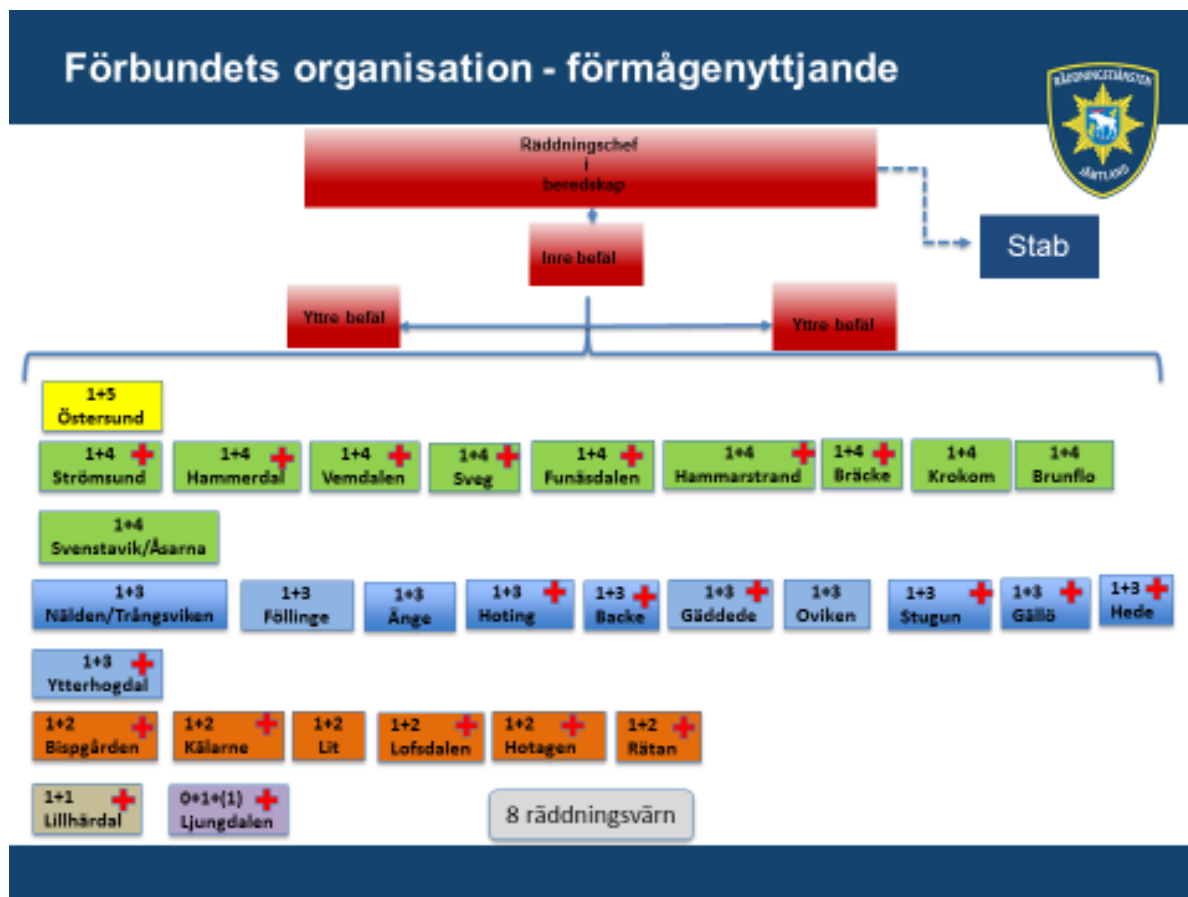 Förbundets organisation - förmågenyttjande
RÄDDNINGSTJÄNSTEN
JÄMTLAND
Räddningschef
i
beredskap
Stab
Inre befäl
Yttre befäl
Yttre befäl
1+5
Östersund
1+4
Strömsund
1+4
Hammerdal
1+4
Vemdalen
1+4
Sveg
1+4
Funäsdalen
1+4
Hammarstrand
1+4
Bräcke
1+4
Krokom
1+4
Brunflo
1+4
Svenstavik/Åsarna
1+3
Nälden/Trångsviken
1+3
Föllinge
1+3
Änge
1+3
Hoting
1+3
Backe
1+3
Gäddede
1+3
Oviken
1+3
Stugun
1+3
Gällö
1+3
Hede
1+3
Ytterhogdal
1+2
Bispgården
1+2
Kälarne
1+2
Lit
1+2
Lofsdalen
1+2
Hotagen
1+2
Rätan
1+1
Lillhärdal
0+1+(1)
Ljungdalen
8 räddningsvärn